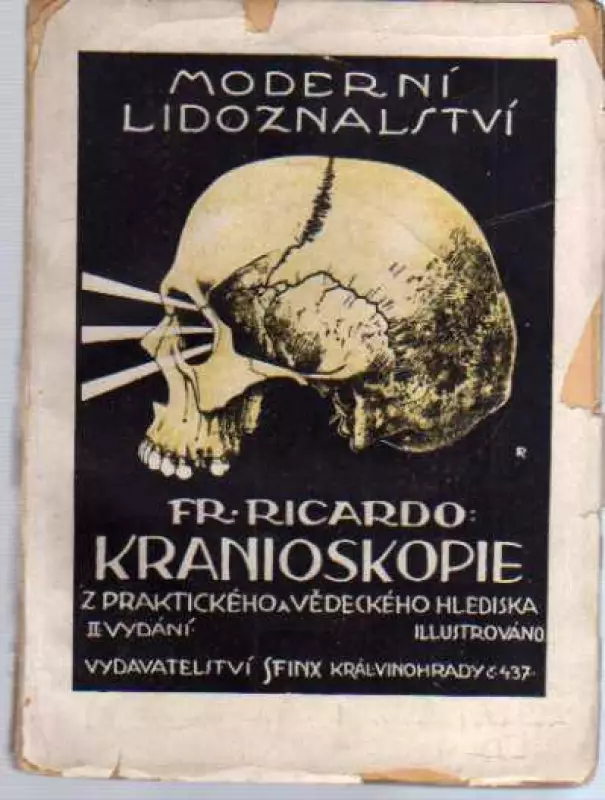 MODERNÍ
LIDOZNALSTVÍ
R
FR. RICARDO:
KRANIOSKOPIE
Z PRAKTICKÉHO A VĚDECKÉHO HLEDISKA
II VYDÁNÍ. ILLUSTROVÁNO
VYDAVATELSTVÍ SFINX KRÁL.VINOHRADY č. 437.